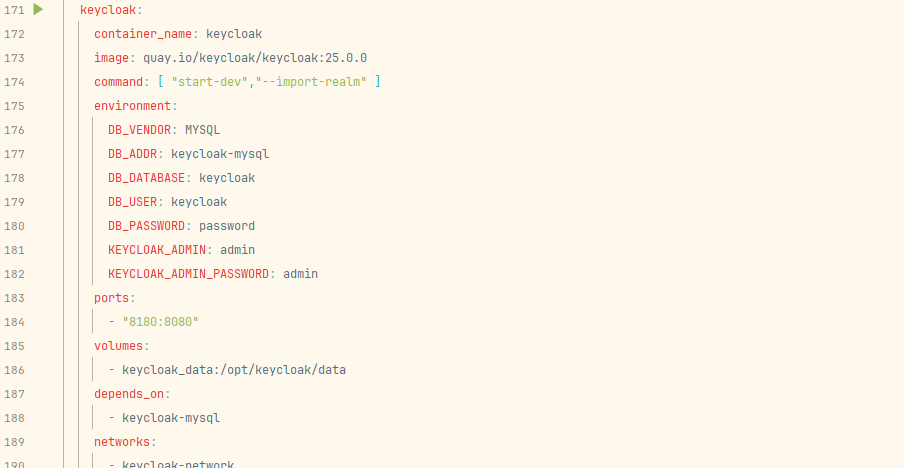 171 keycloak:
172 container_name: keycloak
173 image: quay.io/keycloak/keycloak:25.0.0
174 command: [ "start-dev","--import-realm" ]
175 environment:
176 DB_VENDOR: MYSQL
177 DB_ADDR: keycloak-mysql
178 DB_DATABASE: keycloak
179 DB_USER: keycloak
180 DB_PASSWORD: password
181 KEYCLOAK_ADMIN: admin
182 KEYCLOAK_ADMIN_PASSWORD: admin
183 ports:
184 - "8180:8080"
185 volumes:
186 - keycloak_data:/opt/keycloak/data
187 depends_on:
188 - keycloak-mysql
189 networks:
190 - keycloak-network